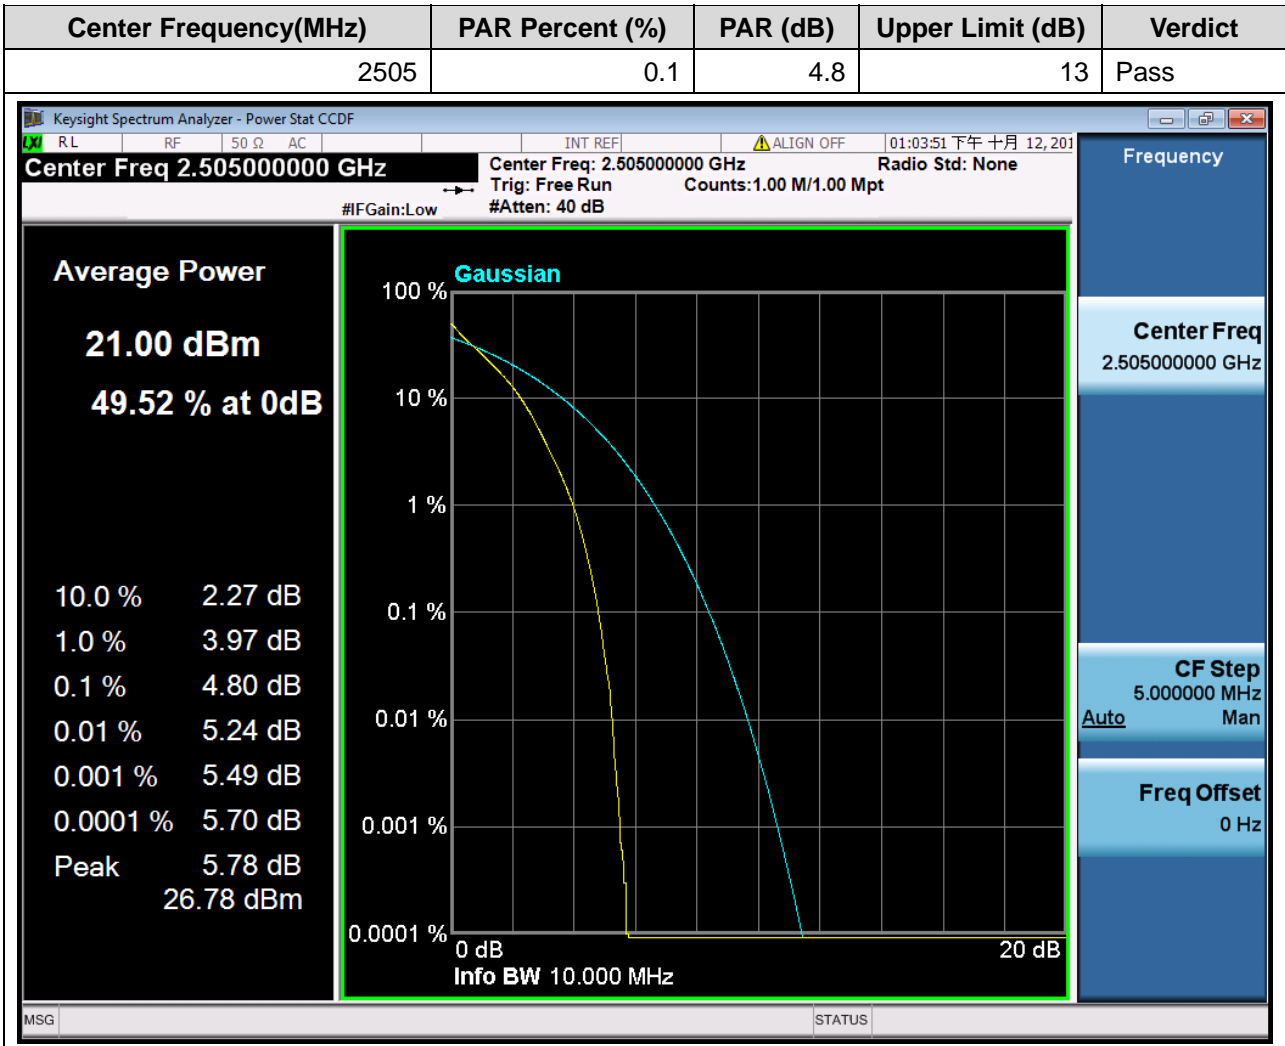 Center Frequency(MHz) PAR Percent (%) PAR (dB) Upper Limit (dB) Verdict
2505 0.1 4.8 13 Pass
Keysight Spectrum Analyzer - Power Stat CCDF
LXI RL RF 50 Ω AC INT REF ALIGN OFF 01:03:51 下午 十月 12, 201
Center Freq 2.505000000 GHz
Center Freq: 2.505000000 GHz Radio Std: None
Trig: Free Run Counts:1.00 M/1.00 Mpt
#IFGain:Low #Atten: 40 dB
Frequency
Average Power
21.00 dBm
49.52 % at 0dB
10.0 % 2.27 dB
1.0 % 3.97 dB
0.1 % 4.80 dB
0.01 % 5.24 dB
0.001 % 5.49 dB
0.0001 % 5.70 dB
Peak 5.78 dB
26.78 dBm
Gaussian
100 %
10 %
1 %
0.1 %
0.01 %
0.001 %
0.0001 %
0 dB 20 dB
Info BW 10.000 MHz
Center Freq
2.505000000 GHz
CF Step
5.000000 MHz
Auto Man
Freq Offset
0 Hz
MSG STATUS